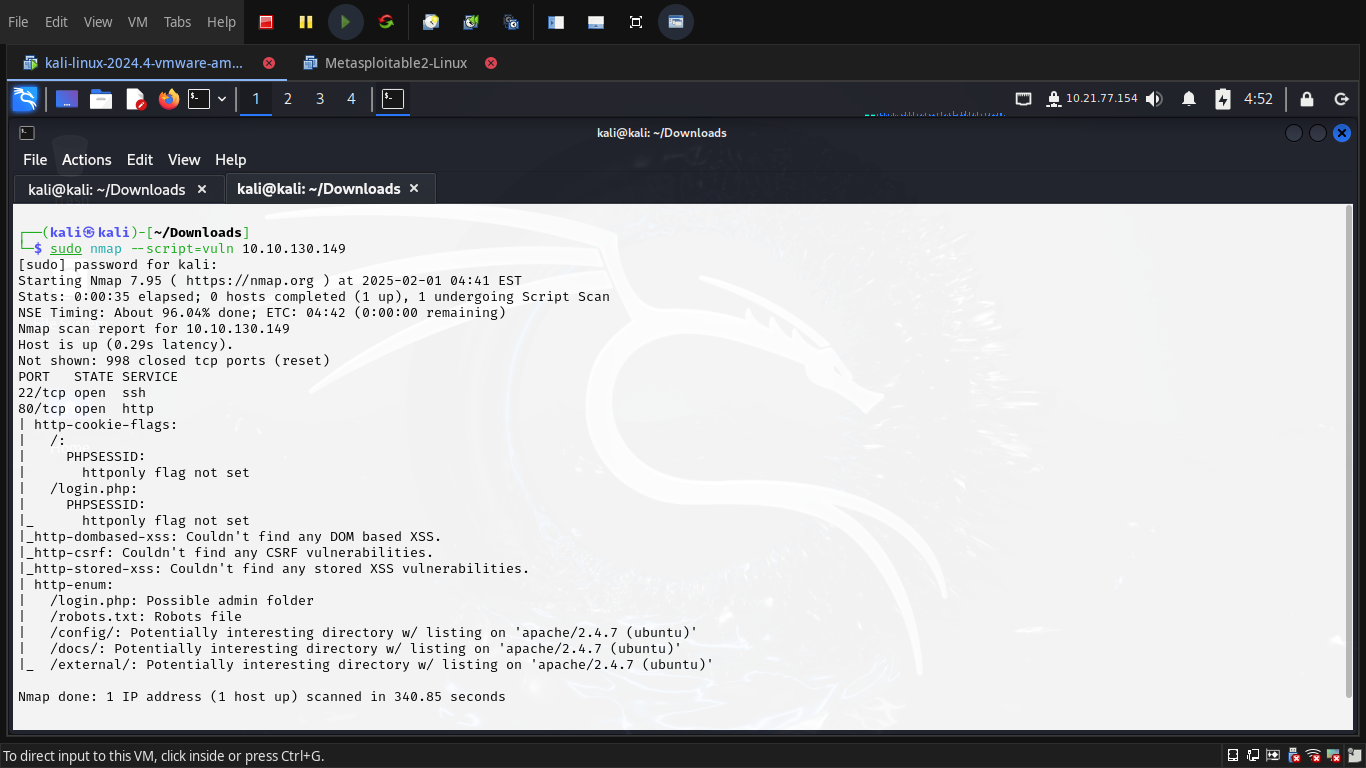 File Edit View VM Tabs Help
kali-linux-2024.4-vmware-am... Metasploitable2-Linux
1 2 3 4 10.21.77.154 4:52
kali@kali: ~/Downloads
File Actions Edit View Help
kali@kali: ~/Downloads kali@kali: ~/Downloads
┌──(kali㉿kali)-[~/Downloads]
└─$ sudo nmap --script=vuln 10.10.130.149
[sudo] password for kali:
Starting Nmap 7.95 ( https://nmap.org ) at 2025-02-01 04:41 EST
Stats: 0:00:35 elapsed; 0 hosts completed (1 up), 1 undergoing Script Scan
NSE Timing: About 96.04% done; ETC: 04:42 (0:00:00 remaining)
Nmap scan report for 10.10.130.149
Host is up (0.29s latency).
Not shown: 998 closed tcp ports (reset)
PORT   STATE SERVICE
22/tcp open  ssh
80/tcp open  http
| http-cookie-flags:
|   /:
|     PHPSESSID:
|       httponly flag not set
|   /login.php:
|     PHPSESSID:
|_      httponly flag not set
|_http-dombased-xss: Couldn't find any DOM based XSS.
|_http-csrf: Couldn't find any CSRF vulnerabilities.
|_http-stored-xss: Couldn't find any stored XSS vulnerabilities.
| http-enum:
|   /login.php: Possible admin folder
|   /robots.txt: Robots file
|   /config/: Potentially interesting directory w/ listing on 'apache/2.4.7 (ubuntu)'
|   /docs/: Potentially interesting directory w/ listing on 'apache/2.4.7 (ubuntu)'
|_  /external/: Potentially interesting directory w/ listing on 'apache/2.4.7 (ubuntu)'
Nmap done: 1 IP address (1 host up) scanned in 340.85 seconds
To direct input to this VM, click inside or press Ctrl+G.